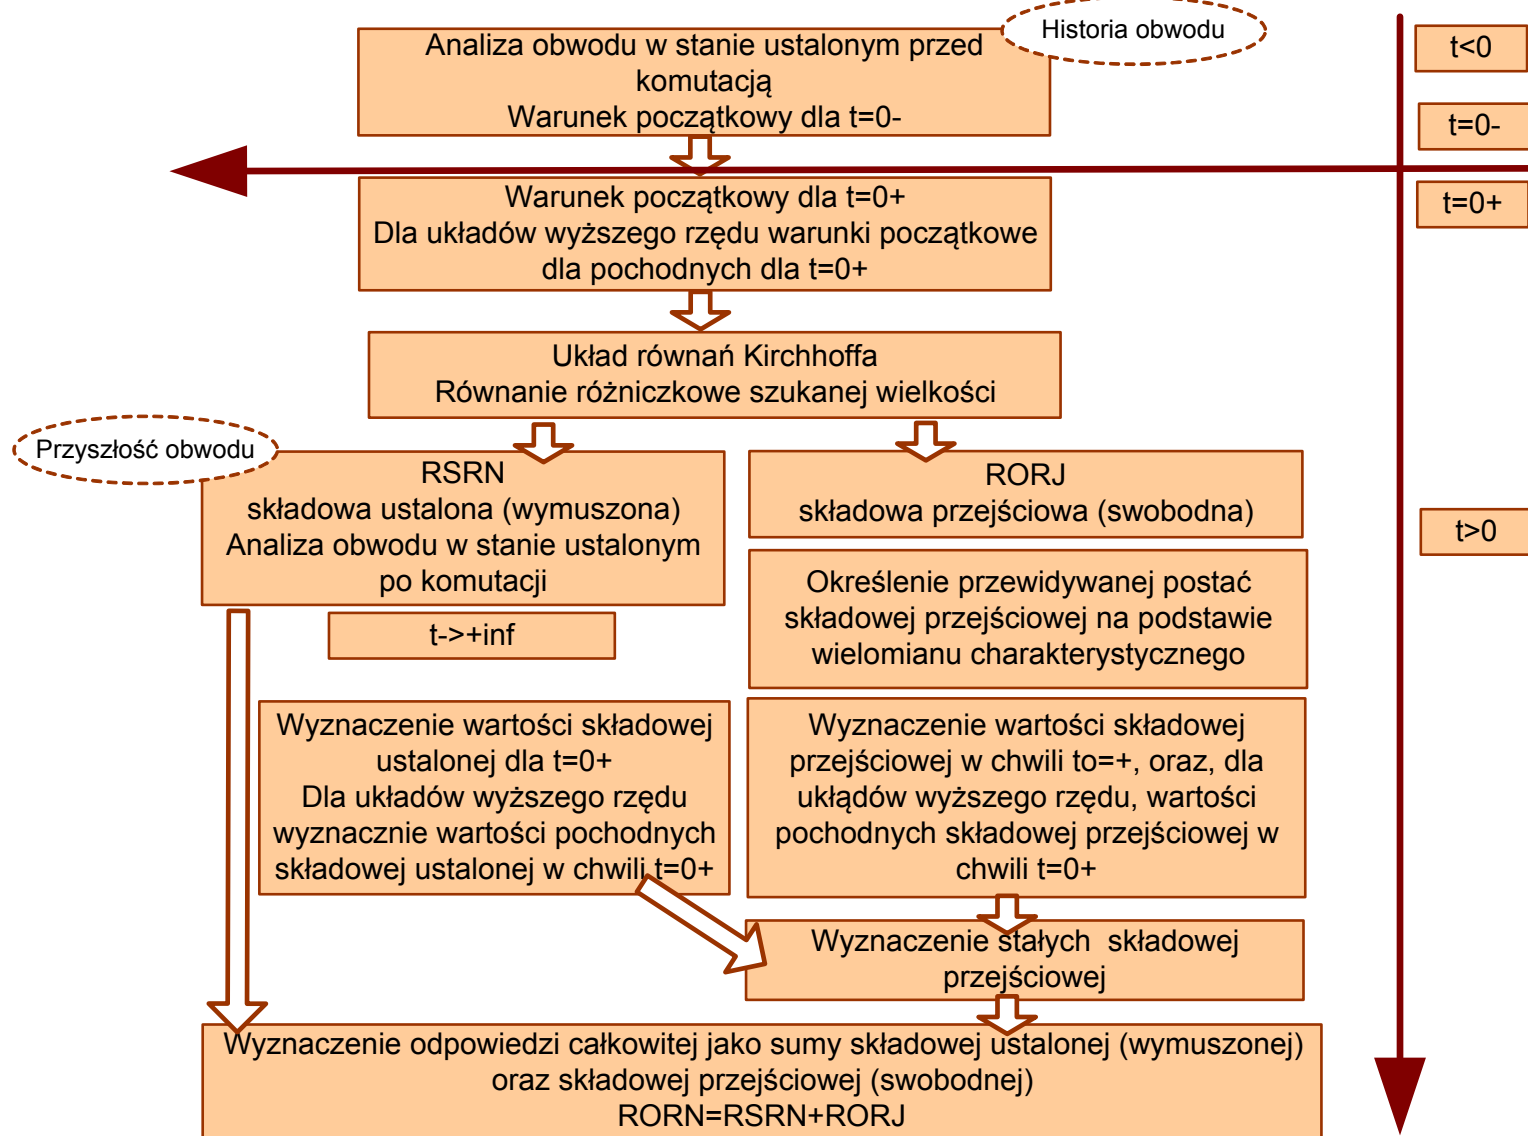 Historia obwodu
Analiza obwodu w stanie ustalonym przed
komutacją
Warunek początkowy dla t=0-
t<0
t=0-
Warunek początkowy dla t=0+
Dla układów wyższego rzędu warunki początkowe
dla pochodnych dla t=0+
t=0+
Układ równań Kirchhoffa
Równanie różniczkowe szukanej wielkości
Przyszłość obwodu
RSRN
składowa ustalona (wymuszona)
Analiza obwodu w stanie ustalonym
po komutacji
RORJ
składowa przejściowa (swobodna)
t>0
t->+inf
Określenie przewidywanej postać
składowej przejściowej na podstawie
wielomianu charakterystycznego
Wyznaczenie wartości składowej
ustalonej dla t=0+
Dla układów wyższego rzędu
wyznacznie wartości pochodnych
składowej ustalonej w chwili t=0+
Wyznaczenie wartości składowej
przejściowej w chwili to=+, oraz, dla
ukłądów wyższego rzędu, wartości
pochodnych składowej przejściowej w
chwili t=0+
Wyznaczenie stałych składowej
przejściowej
Wyznaczenie odpowiedzi całkowitej jako sumy składowej ustalonej (wymuszonej)
oraz składowej przejściowej (swobodnej)
RORN=RSRN+RORJ